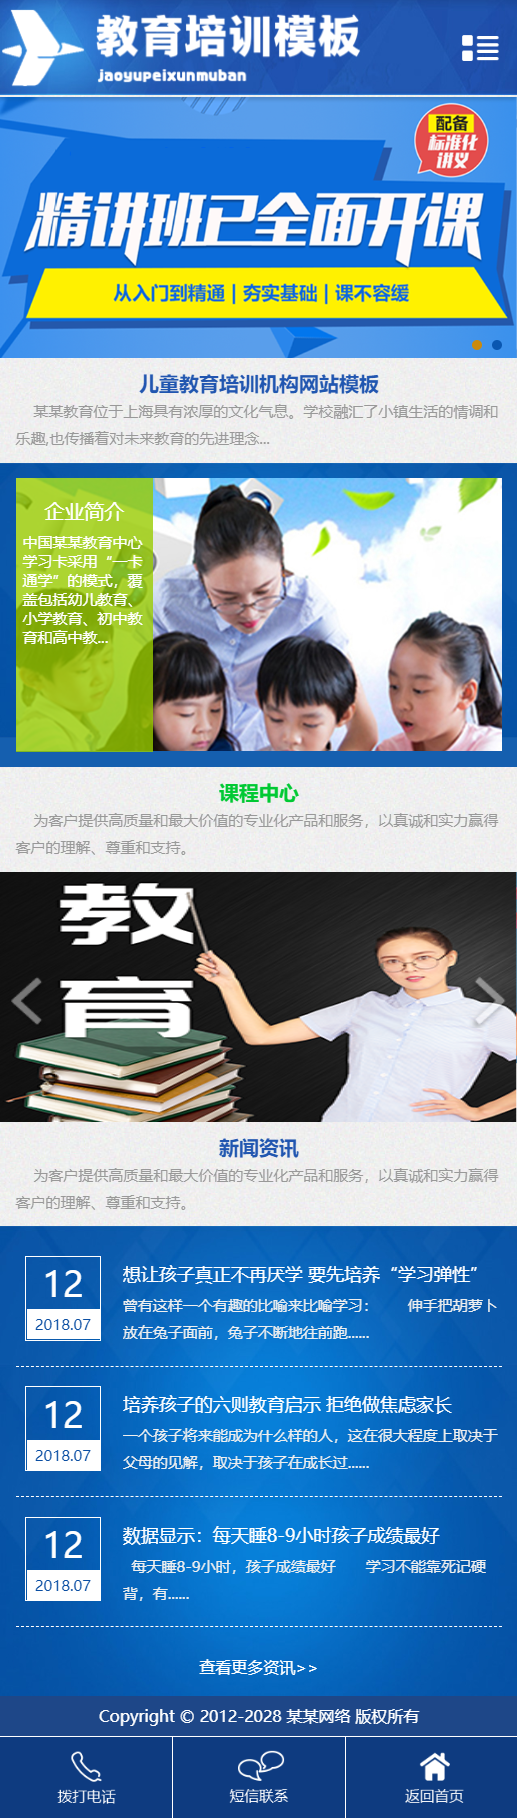 教育培训模板
jiaoyupeixunmuban
配备
标准化
讲义
精讲班已全面开课
从入门到精通 | 夯实基础 | 课不容缓
儿童教育培训机构网站模板
某某教育位于上海具有浓厚的文化气息。学校融汇了小镇生活的情调和
乐趣,也传播着对未来教育的先进理念...
企业简介
中国某某教育中心
学习卡采用“一卡
通学”的模式，覆
盖包括幼儿教育、
小学教育、初中教
育和高中教...
课程中心
为客户提供高质量和最大价值的专业化产品和服务，以真诚和实力赢得
客户的理解、尊重和支持。
教
育
新闻资讯
为客户提供高质量和最大价值的专业化产品和服务，以真诚和实力赢得
客户的理解、尊重和支持。
12
2018.07
想让孩子真正不再厌学 要先培养“学习弹性”
曾有这样一个有趣的比喻来比喻学习： 伸手把胡萝卜
放在兔子面前，兔子不断地往前跑......
12
2018.07
培养孩子的六则教育启示 拒绝做焦虑家长
一个孩子将来能成为什么样的人，这在很大程度上取决于
父母的见解，取决于孩子在成长过......
12
2018.07
数据显示：每天睡8-9小时孩子成绩最好
每天睡8-9小时，孩子成绩最好 学习不能靠死记硬
背，有......
查看更多资讯>>
Copyright © 2012-2028 某某网络 版权所有
拨打电话
短信联系
返回首页